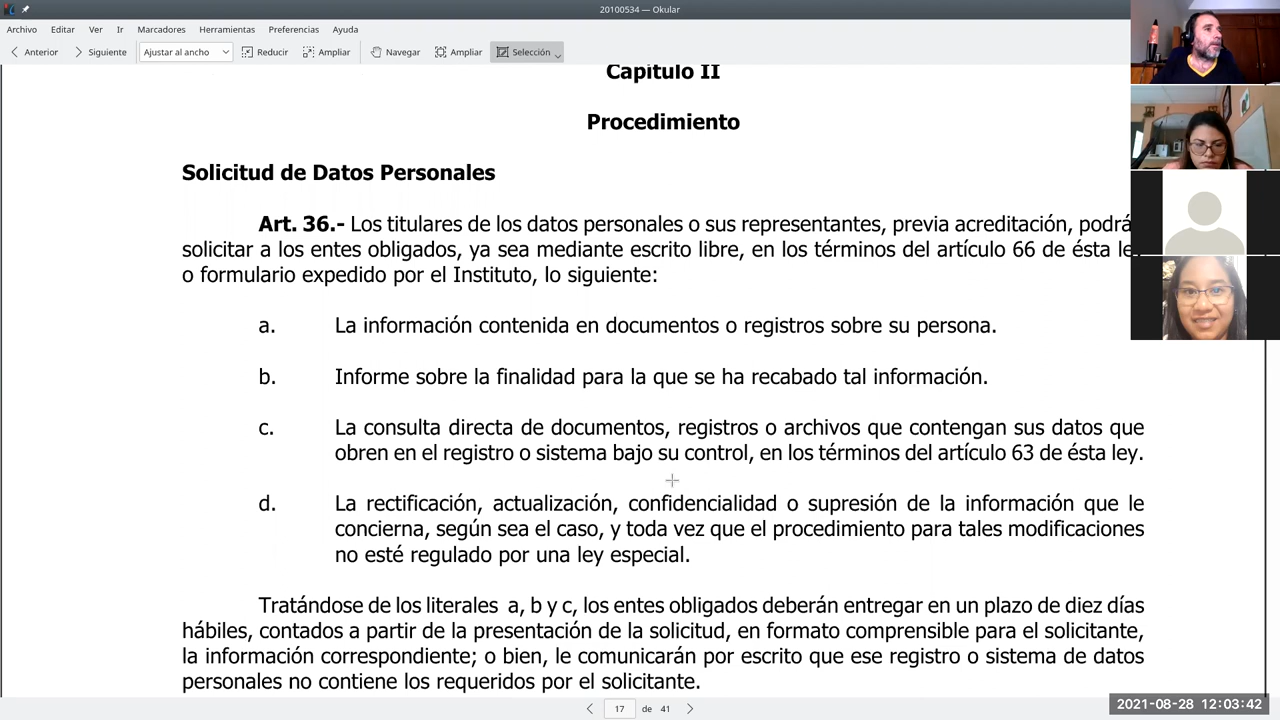 20100534 — Okular
Archivo Editar Ver Ir Marcadores Herramientas Preferencias Ayuda
Anterior Siguiente Ajustar al ancho Reducir Ampliar Navegar Ampliar Selección
Capítulo II
Procedimiento
Solicitud de Datos Personales
Art. 36.- Los titulares de los datos personales o sus representantes, previa acreditación, podrá
solicitar a los entes obligados, ya sea mediante escrito libre, en los términos del artículo 66 de ésta le
o formulario expedido por el Instituto, lo siguiente:
a. La información contenida en documentos o registros sobre su persona.
b. Informe sobre la finalidad para la que se ha recabado tal información.
c. La consulta directa de documentos, registros o archivos que contengan sus datos que
obren en el registro o sistema bajo su control, en los términos del artículo 63 de ésta ley.
d. La rectificación, actualización, confidencialidad o supresión de la información que le
concierna, según sea el caso, y toda vez que el procedimiento para tales modificaciones
no esté regulado por una ley especial.
Tratándose de los literales a, b y c, los entes obligados deberán entregar en un plazo de diez días
hábiles, contados a partir de la presentación de la solicitud, en formato comprensible para el solicitante,
la información correspondiente; o bien, le comunicarán por escrito que ese registro o sistema de datos
personales no contiene los requeridos por el solicitante.
17 de 41
2021-08-28 12:03:42